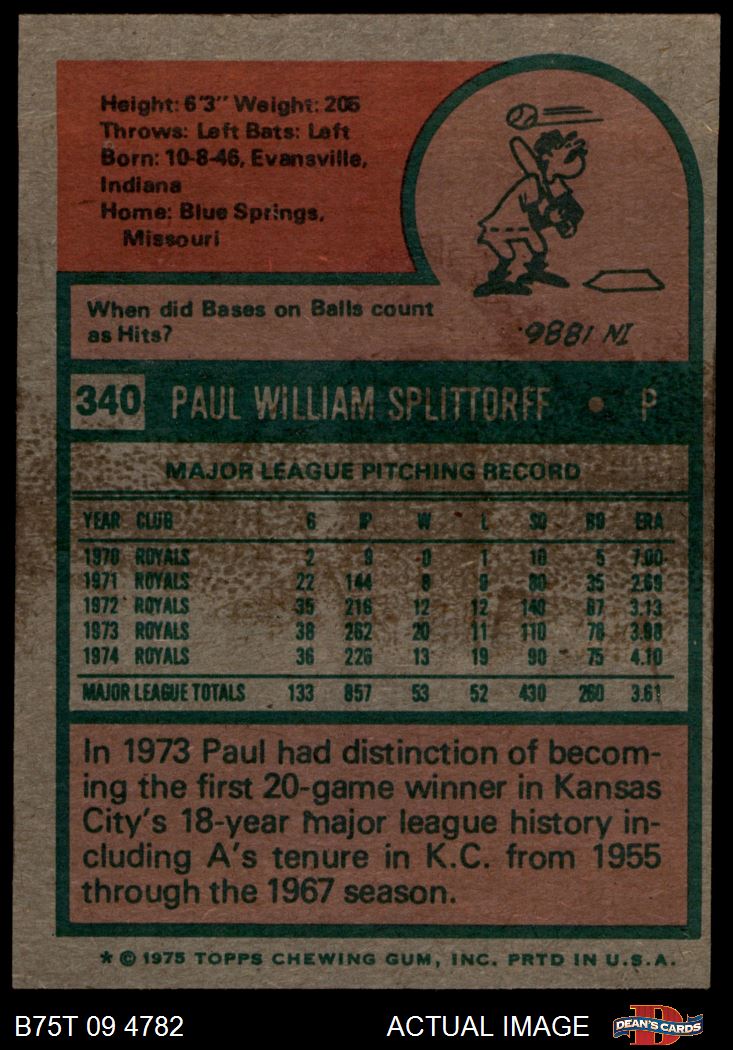 Height: 6'3" Weight: 205
Throws: Left Bats: Left
Born: 10-8-46, Evansville,
Indiana
Home: Blue Springs,
Missouri
When did Bases on Balls count
as Hits?
IN 1886.
340 PAUL WILLIAM SPLITTORFF • P
MAJOR LEAGUE PITCHING RECORD
YEAR CLUB G IP W L SO BB ERA
1970 ROYALS 2 9 0 1 10 5 7.00
1971 ROYALS 22 144 8 9 80 35 2.69
1972 ROYALS 35 216 12 12 140 67 3.13
1973 ROYALS 38 262 20 11 110 78 3.98
1974 ROYALS 36 226 13 19 90 75 4.10
MAJOR LEAGUE TOTALS 133 857 53 52 430 260 3.61
In 1973 Paul had distinction of becom-
ing the first 20-game winner in Kansas
City's 18-year major league history in-
cluding A's tenure in K.C. from 1955
through the 1967 season.
* © 1975 TOPPS CHEWING GUM, INC. PRTD IN U.S.A.
B75T 09 4782 ACTUAL IMAGE DEAN'S CARDS